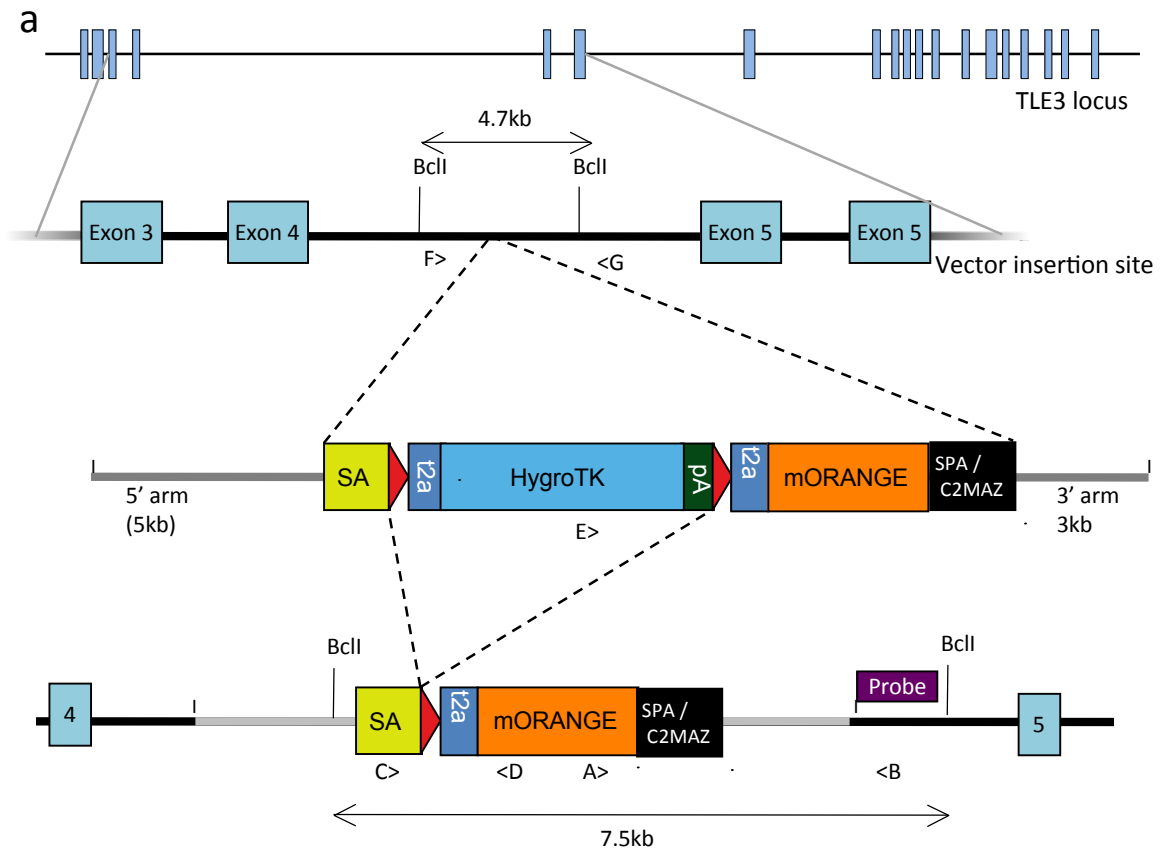 a
TLE3 locus
4.7kb
BclI BclI
Exon 3 Exon 4 Exon 5 Exon 5
F> <G
Vector insertion site
SA t2a HygroTK pA t2a mORANGE SPA /
C2MAZ
5' arm
(5kb)
E>
3' arm
3kb
BclI BclI
Probe
4 SA t2a mORANGE SPA /
C2MAZ
5
C> <D A> <B
7.5kb